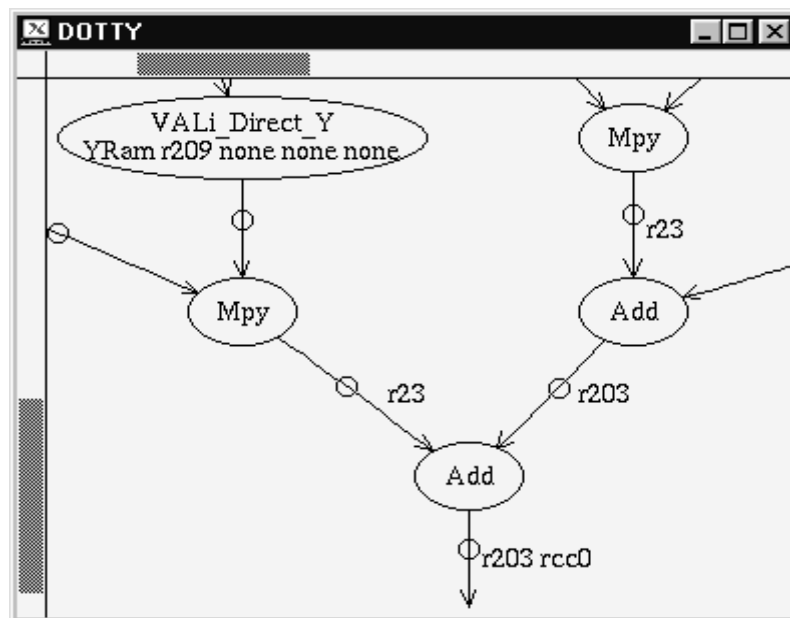 DOTTY
VALi_Direct_Y
YRam r209 none none none
Mpy
r23
Mpy
Add
r23
r203
Add
r203 rcc0